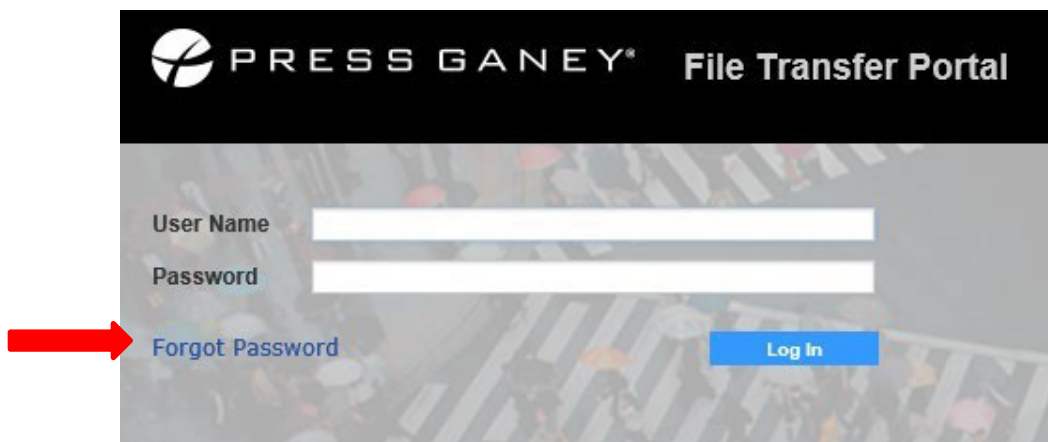 PRESS GANEY® File Transfer Portal
User Name
Password
Forgot Password Log In